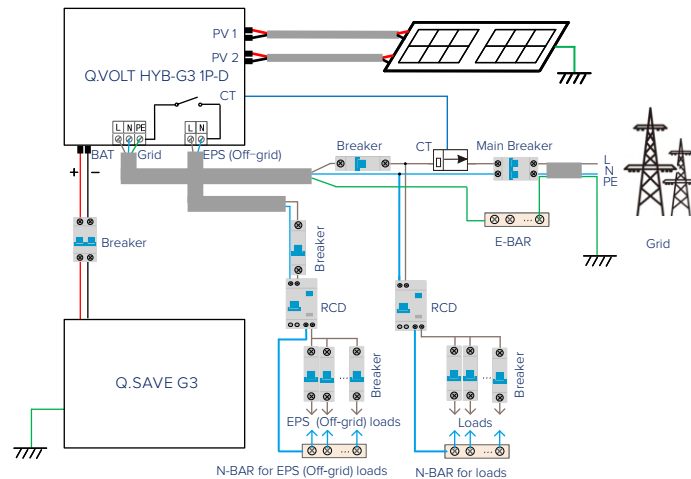 PV 1
PV 2
Q.VOLT HYB-G3 1P-D
CT
L N PE
L N
BAT
Grid
EPS (Off-grid)
+ −
Breaker
CT
Main Breaker
L
N
PE
E-BAR
Grid
Breaker
Breaker
RCD
RCD
Q.SAVE G3
...
Breaker
...
Breaker
EPS (Off-grid) loads
Loads
...
...
N-BAR for EPS (Off-grid) loads
N-BAR for loads